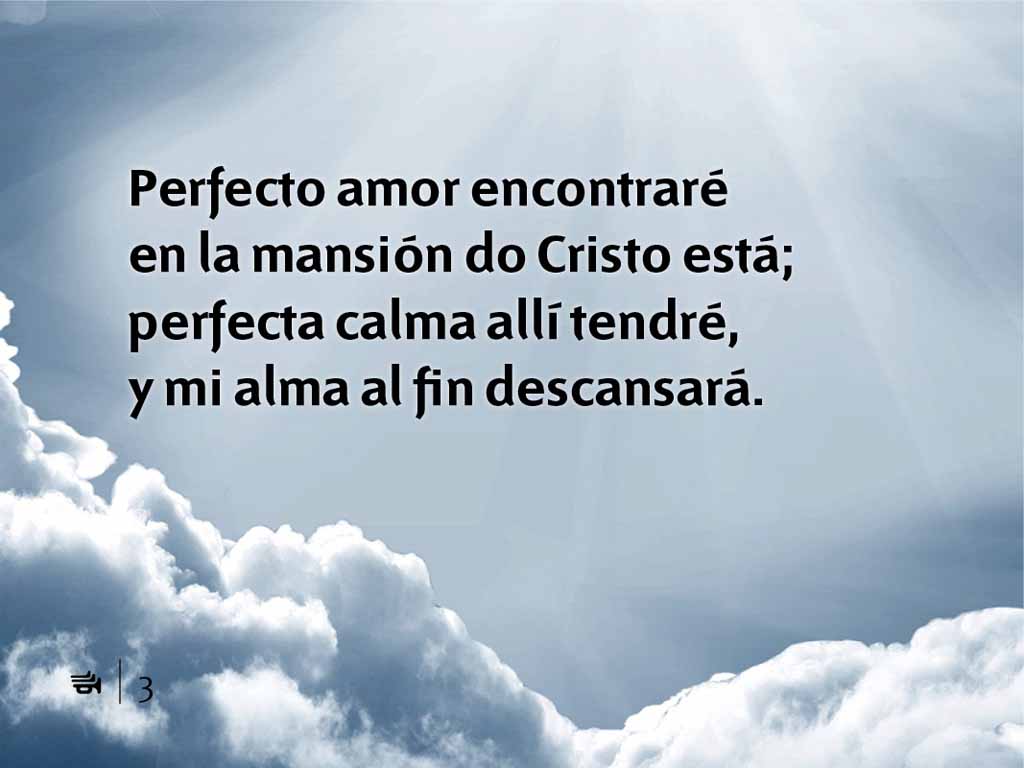 Perfecto amor encontraré
en la mansión do Cristo está;
perfecta calma allí tendré,
y mi alma al fin descansará.
3